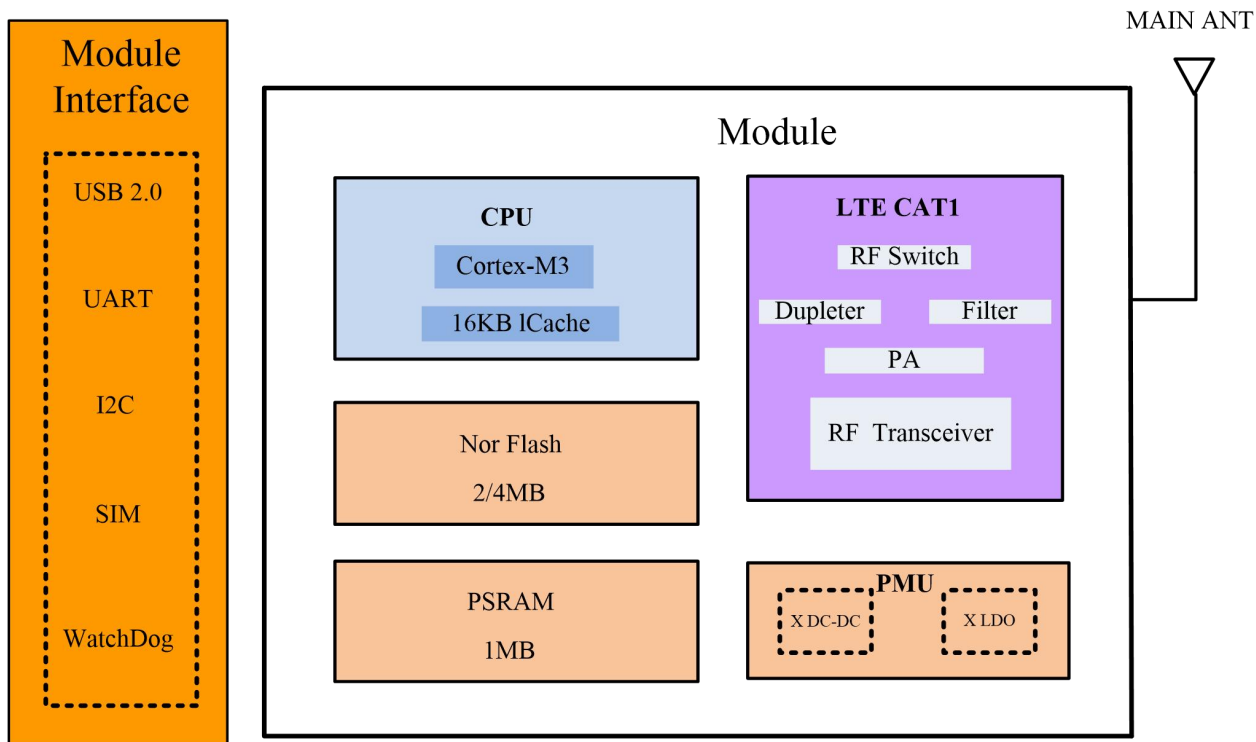 MAIN ANT
Module
Interface
USB 2.0
UART
I2C
SIM
WatchDog
Module
CPU
Cortex-M3
16KB lCache
Nor Flash
2/4MB
PSRAM
1MB
LTE CAT1
RF Switch
Dupleter
Filter
PA
RF Transceiver
PMU
X DC-DC
X LDO